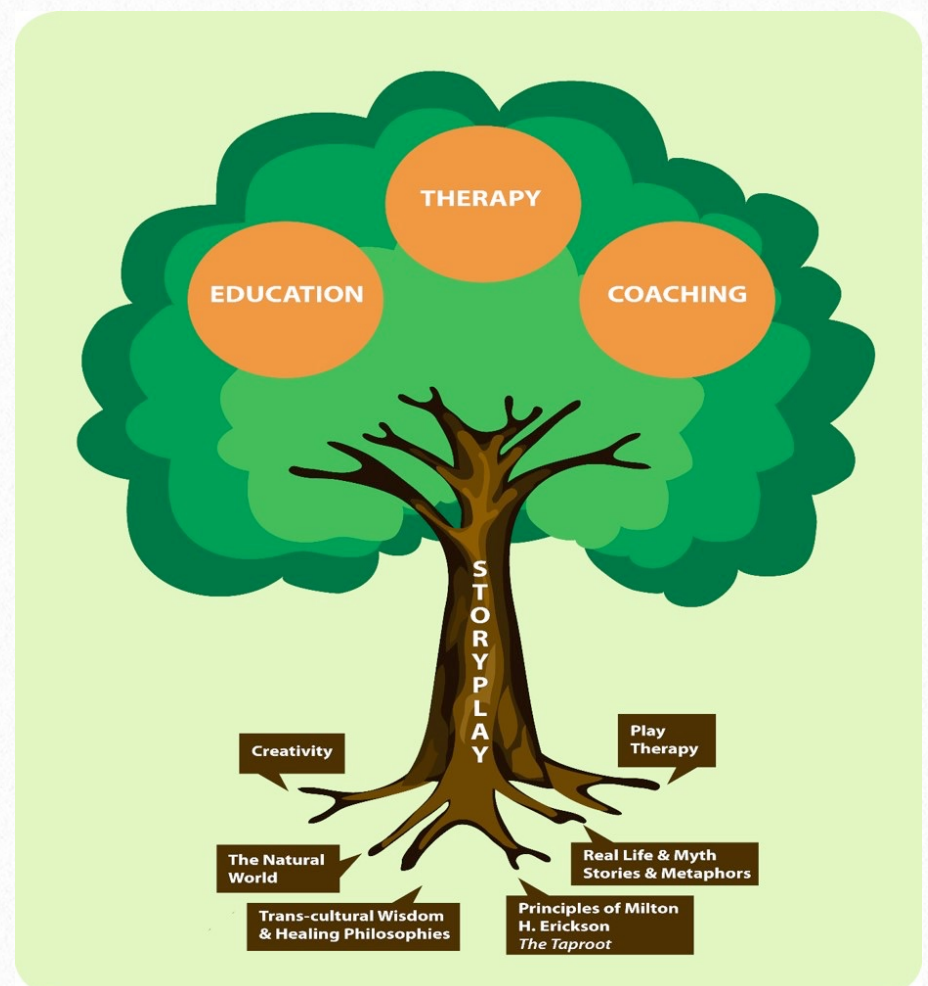 THERAPY
EDUCATION
COACHING
STORYPLAY
Creativity
Play
Therapy
The Natural
World
Real Life & Myth
Stories & Metaphors
Trans-cultural Wisdom
& Healing Philosophies
Principles of Milton
H. Erickson
The Taproot